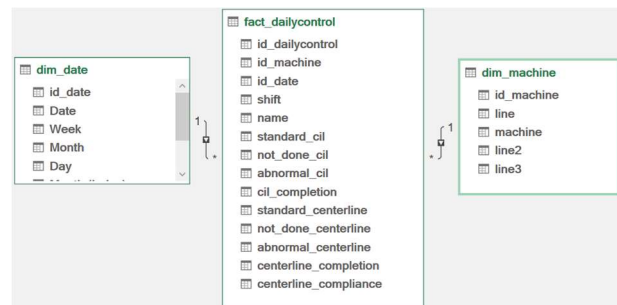 dim_date
id_date
Date
Week
Month
Day
1
*
fact_dailycontrol
id_dailycontrol
id_machine
id_date
shift
name
standard_cil
not_done_cil
abnormal_cil
cil_completion
standard_centerline
not_done_centerline
abnormal_centerline
centerline_completion
centerline_compliance
1
*
dim_machine
id_machine
line
machine
line2
line3